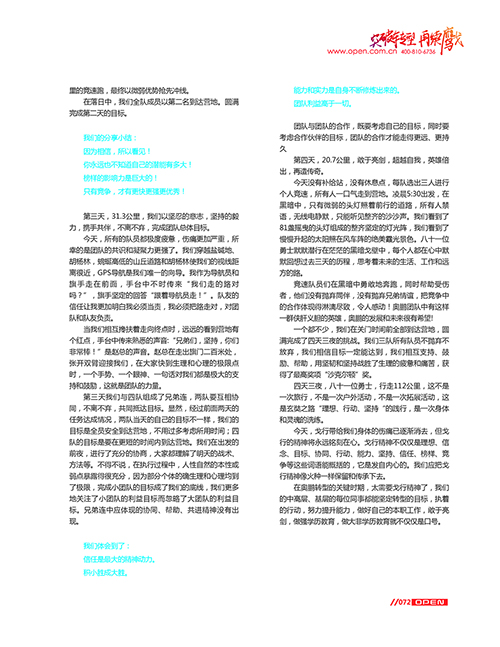 突破年专型 再展鹰
www.open.com.cn 400-810-6736
里的竞速跑，最终以微弱优势抢先冲线。
在落日中，我们全队成员以第二名到达营地。圆满
完成第二天的目标。
我们的分享小结：
因为相信，所以看见！
你永远也不知道自己的潜能有多大！
榜样的影响力是巨大的！
只有竞争，才有更快更强更优秀！
第三天，31.3公里，我们以坚忍的意志，坚持的毅
力，携手共伴，不离不弃，完成团队总体目标。
今天，所有的队员都极度疲惫，伤痛更加严重，所
幸的是团队的共识和凝聚力更强了。我们穿越盐碱地、
胡杨林，蜿蜒高低的山丘道路和胡杨林使我们的视线距
离很近，GPS导航是我们唯一的向导。我作为导航员和
旗手走在前面，手台中不时传来“我们走的路对
吗？”，旗手坚定的回答“跟着导航员走！”。队友的
信任让我更加明白我必须当责，我必须把路走对，对团
队和队友负责。
当我们相互搀扶着走向终点时，远远的看到营地有
个红点，手台中传来熟悉的声音：“兄弟们，坚持，你们
非常棒！”是赵总的声音。赵总在走出旗门二百米处，
张开双臂迎接我们，在大家快到生理和心理的极限点
时，一个手势、一个眼神、一句话对我们都是极大的支
持和鼓励，这就是团队的力量。
第三天我们与四队组成了兄弟连，两队要互相协
同，不离不弃，共同抵达目标。显然，经过前面两天的
任务达成情况，两队当天的自己的目标不一样，我们的
目标是全员安全到达营地，不用过多考虑所用时间；四
队的目标是要在更短的时间内到达营地。我们在出发的
前夜，进行了充分的协商，大家都理解了明天的战术、
方法等。不得不说，在执行过程中，人性自然的本性或
弱点暴露得很充分，因为部分个体的确生理和心理均到
了极限，完成小团队的目标成了我们的底线，我们更多
地关注了小团队的利益目标而忽略了大团队的利益目
标。兄弟连中应体现的协同、帮助、共进精神没有出
现。
我们体会到了：
信任是最大的精神动力。
积小胜成大胜。
能力和实力是自身不断修炼出来的。
团队利益高于一切。
团队与团队的合作，既要考虑自己的目标，同时要
考虑合作伙伴的目标，团队的合作才能走得更远、更持
久
第四天，20.7公里，敢于亮剑，超越自我，英雄倍
出，再造传奇。
今天没有补给站，没有休息点，每队选出三人进行
个人竞速，所有人一口气走到营地。凌晨5:30出发，在
黑暗中，只有微弱的头灯照着前行的道路，所有人禁
语，无线电静默，只能听见整齐的沙沙声。我们看到了
81盏摇曳的头灯组成的整齐坚定的灯光阵，我们看到了
慢慢升起的太阳照在风车阵的绝美霞光景色。八十一位
勇士默默潜行在茫茫的黑暗戈壁中，每个人都在心中默
默回想过去三天的历程，思考着未来的生活、工作和远
方的路。
竞速队员们在黑暗中勇敢地奔跑，同时帮助受伤
者，他们没有抛弃同伴，没有抛弃兄弟情谊，把竞争中
的合作体现得淋漓尽致，令人感动！奥鹏团队中有这样
一群侠肝义胆的英雄，奥鹏的发展和未来很有希望！
一个都不少，我们在关门时间前全部到达营地，圆
满完成了四天三夜的挑战。我们三队所有队员不抛弃不
放弃，我们相信目标一定能达到，我们相互支持、鼓
励、帮助，用坚韧和坚持战胜了生理的疲惫和痛苦，获
得了最高奖项“沙克尔顿”奖。
四天三夜，八十一位勇士，行走112公里，这不是
一次旅行，不是一次户外活动，不是一次拓展活动，这
是玄奘之路“理想、行动、坚持”的践行，是一次身体
和灵魂的洗练。
今天，戈行带给我们身体的伤痛已逐渐消去，但戈
行的精神将永远铭刻在心。戈行精神不仅仅是理想、信
念、目标、协同、行动、能力、坚持、信任、榜样、竞
争等这些词语能概括的，它是发自内心的。我们应把戈
行精神像火种一样保留和传承下去。
在奥鹏转型的关键时期，太需要戈行精神了，我们
的中高层、基层的每位同事都能坚定转型的目标，执着
的行动，努力提升能力，做好自己的本职工作，敢于亮
剑，做强学历教育，做大非学历教育就不仅仅是口号。
//072 OPEN